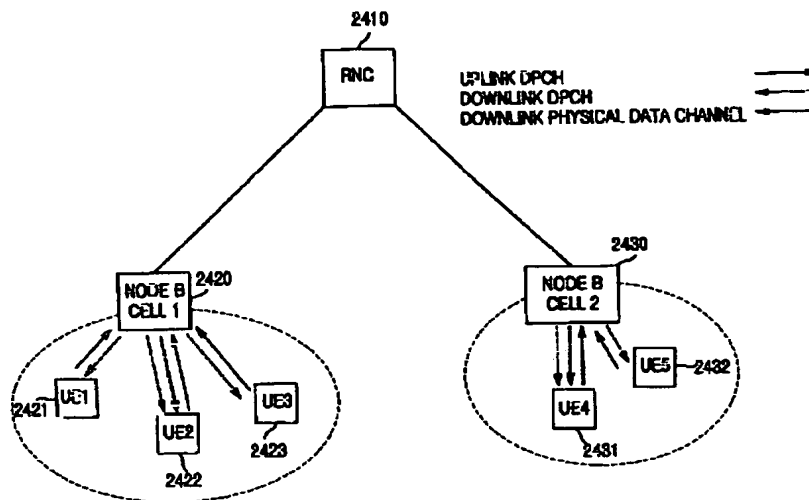 2410
RNC
UPLINK DPCH
DOWNLINK DPCH
DOWNLINK PHYSICAL DATA CHANNEL
2420
NODE B
CELL 1
2430
NODE B
CELL 2
UE1
2421
UE2
2422
UE3
2423
UE4
2431
UE5
2432